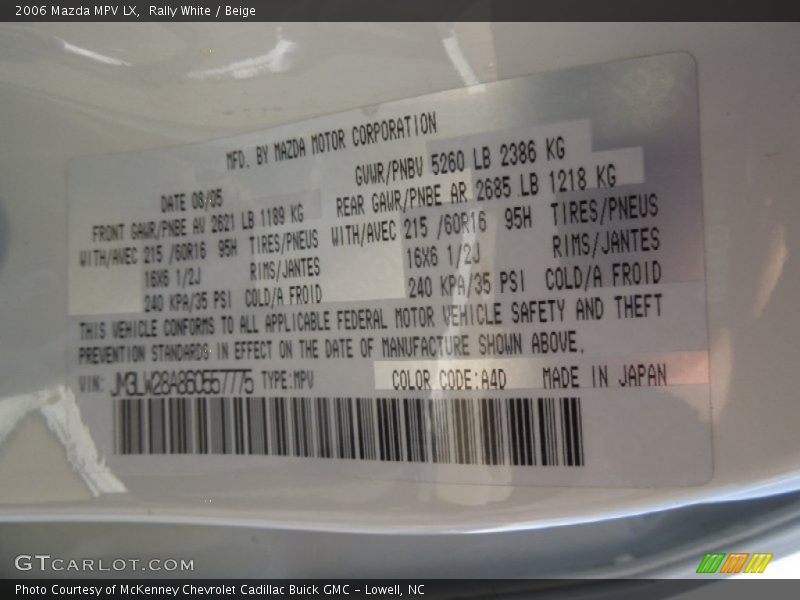 2006 Mazda MPV LX, Rally White / Beige
MFD. BY MAZDA MOTOR CORPORATION
DATE 08/05
GVWR/PNBV 5260 LB 2386 KG
FRONT GAWR/PNBE AV 2621 LB 1189 KG
REAR GAWR/PNBE AR 2685 LB 1218 KG
WITH/AVEC 215 /60R16 95H TIRES/PNEUS
WITH/AVEC 215 /60R16 95H TIRES/PNEUS
16X6 1/2J RIMS/JANTES
16X6 1/2J RIMS/JANTES
240 KPA/35 PSI COLD/A FROID
240 KPA/35 PSI COLD/A FROID
THIS VEHICLE CONFORMS TO ALL APPLICABLE FEDERAL MOTOR VEHICLE SAFETY AND THEFT
PREVENTION STANDARDS IN EFFECT ON THE DATE OF MANUFACTURE SHOWN ABOVE.
VIN: JM3LW28A860557775 TYPE:MPV COLOR CODE:A4D MADE IN JAPAN
GTCARLOT.COM
Photo Courtesy of McKenney Chevrolet Cadillac Buick GMC - Lowell, NC